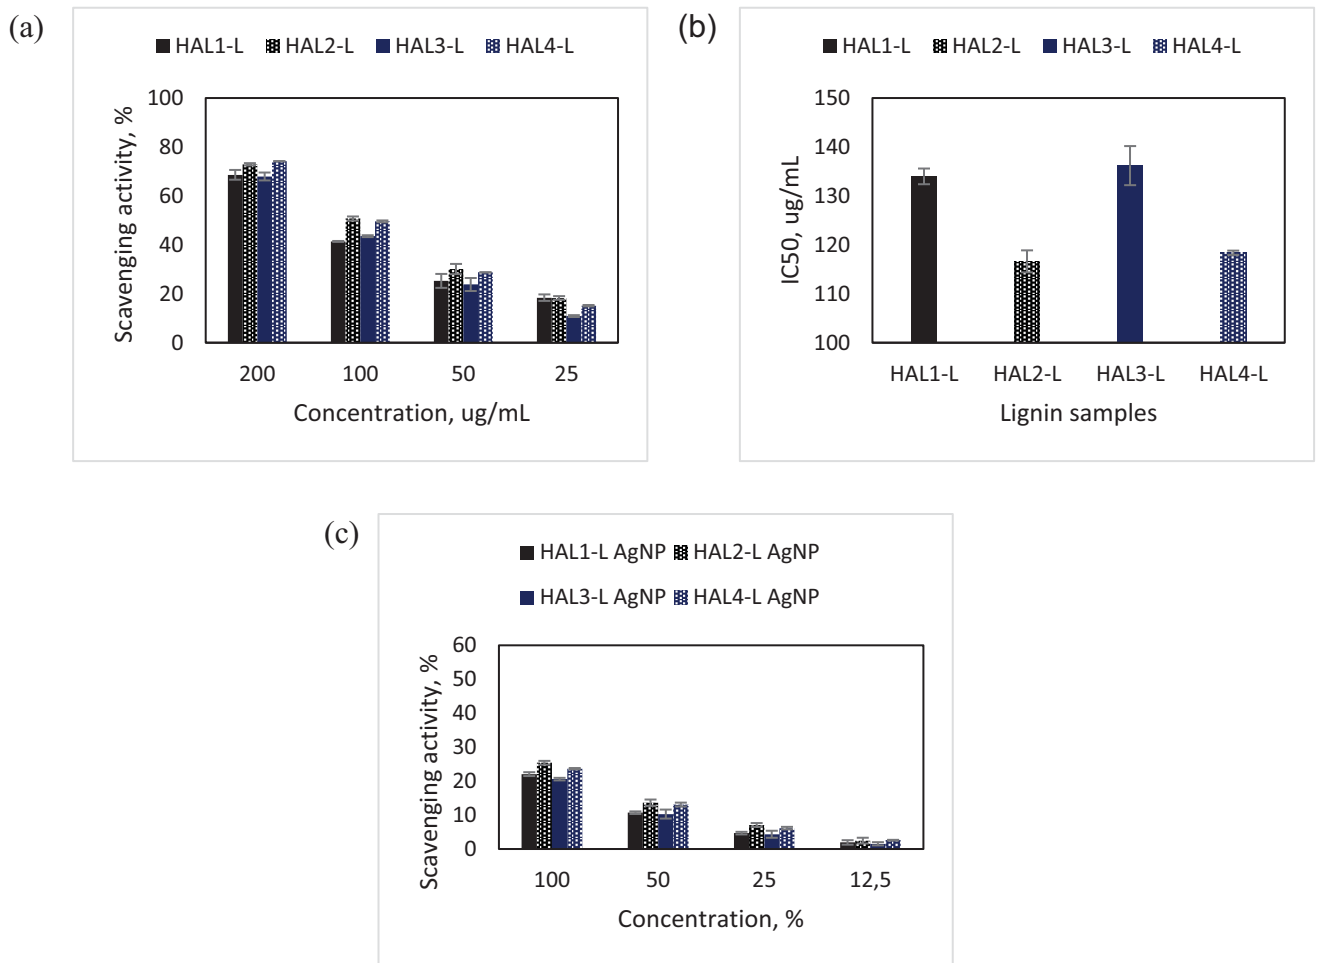 (a)
HAL1-L HAL2-L HAL3-L HAL4-L
100
80
60
40
20
0
Scavenging activity, %
200 100 50 25
Concentration, ug/mL
(b)
HAL1-L HAL2-L HAL3-L HAL4-L
150
140
130
120
110
100
IC50, ug/mL
HAL1-L HAL2-L HAL3-L HAL4-L
Lignin samples
(c)
HAL1-L AgNP HAL2-L AgNP
HAL3-L AgNP HAL4-L AgNP
60
50
40
30
20
10
0
Scavenging activity, %
100 50 25 12,5
Concentration, %